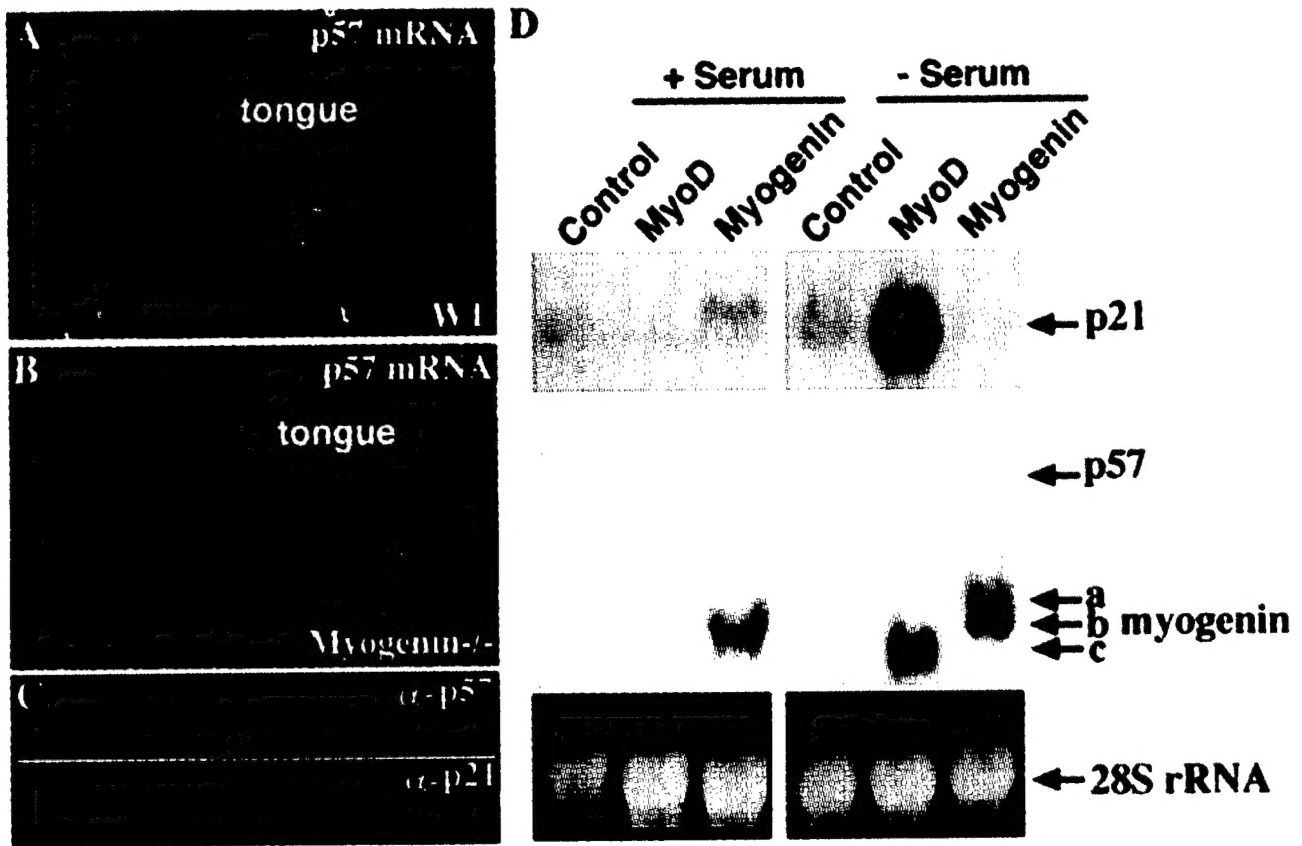 A
p57 mRNA
tongue
WT
B
p57 mRNA
tongue
Myogenin-/-
C
α-p57
α-p21
D
+ Serum
- Serum
Control
MyoD
Myogenin
Control
MyoD
Myogenin
p21
p57
a
b myogenin
c
28S rRNA